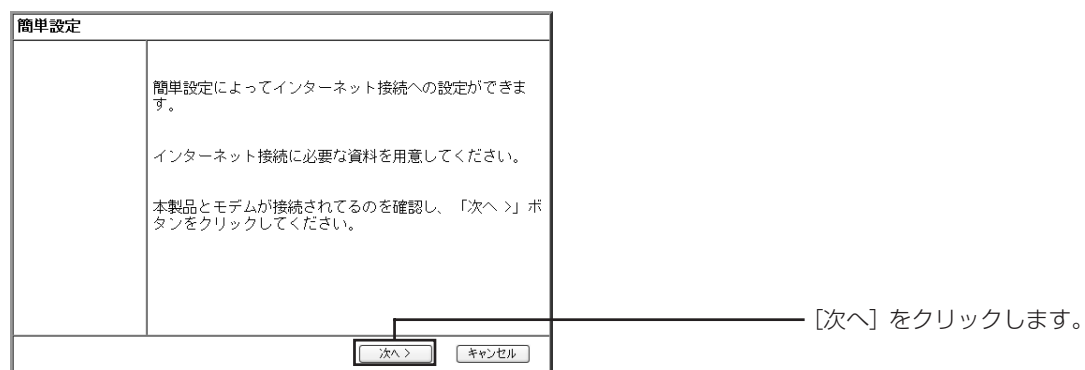 簡単設定
簡単設定によってインターネット接続への設定ができま
す。
インターネット接続に必要な資料を用意してください。
本製品とモデムが接続されてるのを確認し、「次へ >」ボ
タンをクリックしてください。
[次へ] をクリックします。
次へ >
キャンセル